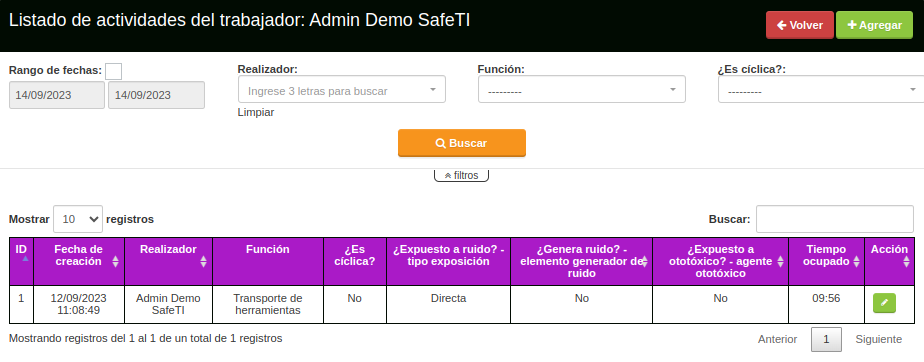 Listado de actividades del trabajador: Admin Demo SafeTI
Volver
Agregar
Rango de fechas:
Realizador:
Función:
¿Es cíclica?:
14/09/2023
14/09/2023
Ingrese 3 letras para buscar
---------
---------
Limpiar
Buscar
filtros
Mostrar 10 registros
Buscar:
ID
Fecha de
creación
Realizador
Función
¿Es
cíclica?
¿Expuesto a ruido? -
tipo exposición
¿Genera ruido? -
elemento generador de
ruido
¿Expuesto a
ototóxico? - agente
ototóxico
Tiempo
ocupado
Acción
1
12/09/2023
11:08:49
Admin Demo
SafeTI
Transporte de
herramientas
No
Directa
No
No
09:56
Mostrando registros del 1 al 1 de un total de 1 registros
Anterior
1
Siguiente